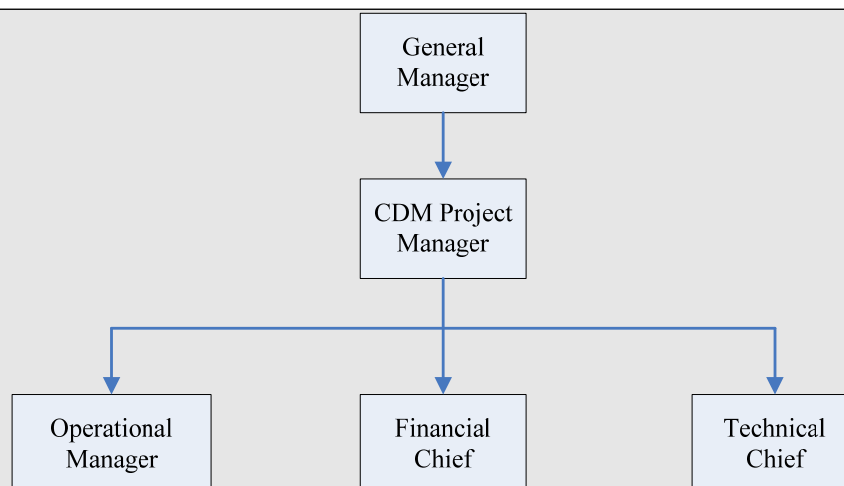 General
Manager
CDM Project
Manager
Operational
Manager
Financial
Chief
Technical
Chief